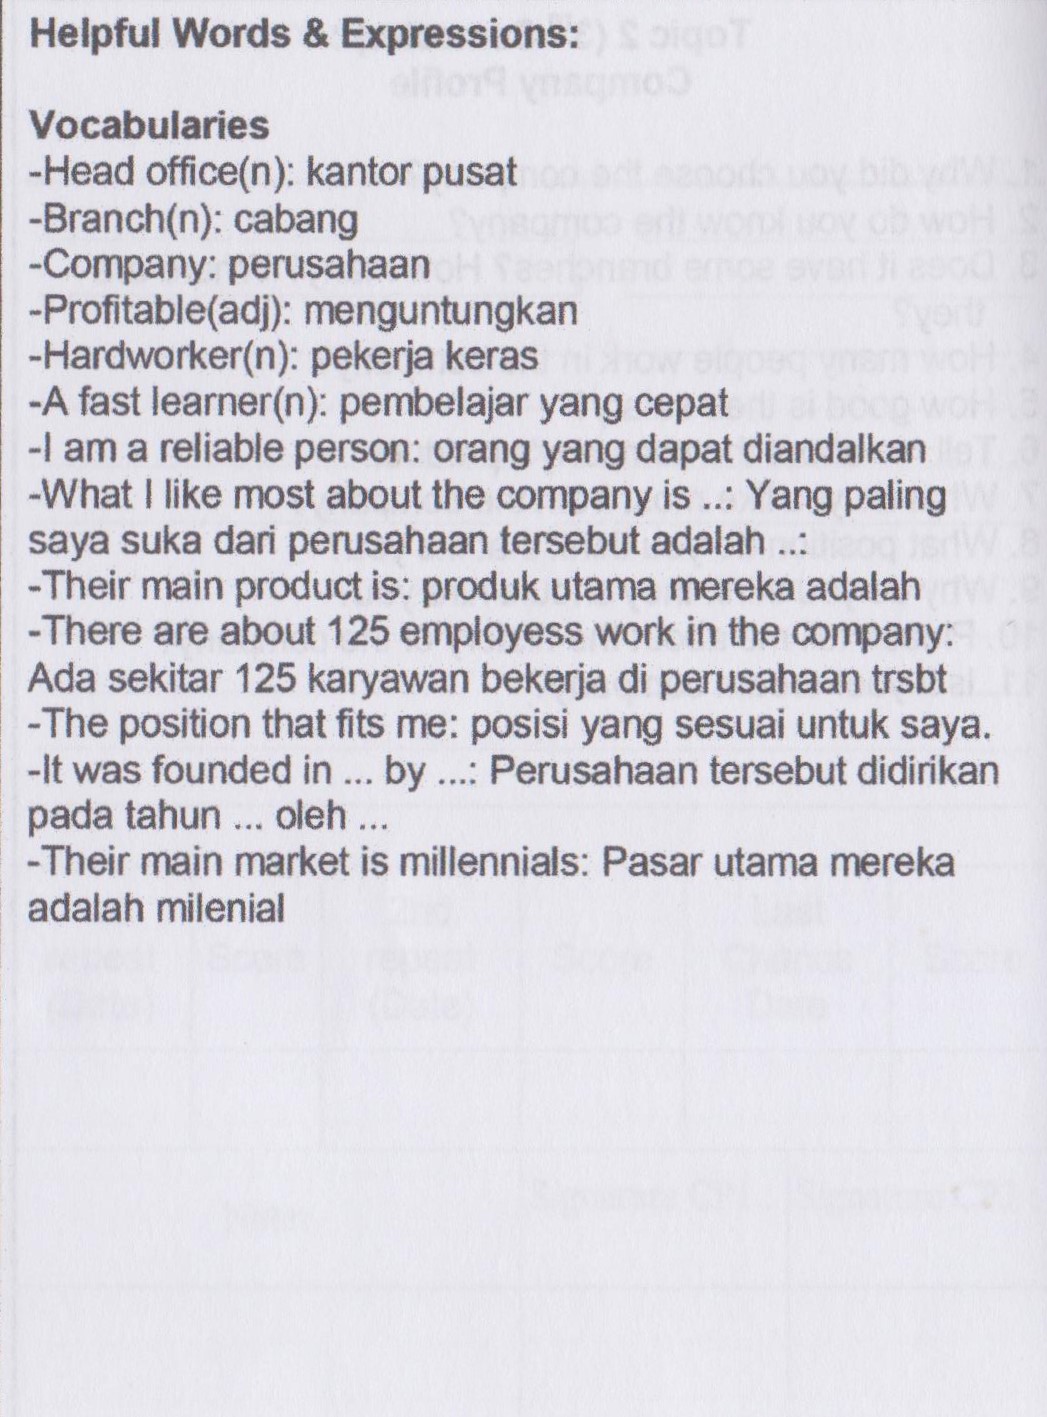 Helpful Words & Expressions:
Vocabularies
-Head office(n): kantor pusat
-Branch(n): cabang
-Company: perusahaan
-Profitable(adj): menguntungkan
-Hardworker(n): pekerja keras
-A fast learner(n): pembelajar yang cepat
-I am a reliable person: orang yang dapat diandalkan
-What I like most about the company is ...: Yang paling
saya suka dari perusahaan tersebut adalah ...:
-Their main product is: produk utama mereka adalah
-There are about 125 employess work in the company:
Ada sekitar 125 karyawan bekerja di perusahaan trsbt
-The position that fits me: posisi yang sesuai untuk saya.
-It was founded in ... by ...: Perusahaan tersebut didirikan
pada tahun ... oleh ...
-Their main market is millennials: Pasar utama mereka
adalah milenial